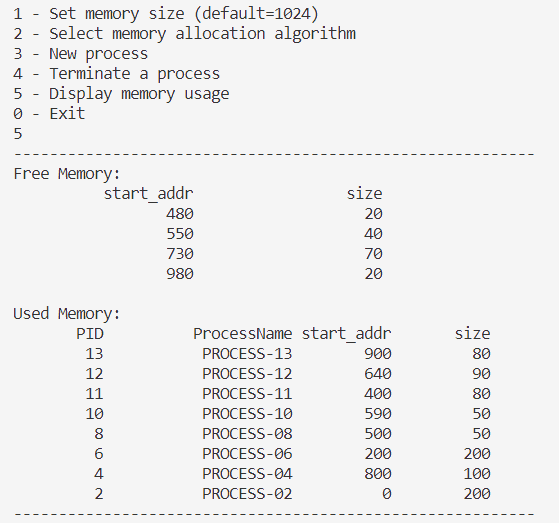 1 - Set memory size (default=1024)
2 - Select memory allocation algorithm
3 - New process
4 - Terminate a process
5 - Display memory usage
0 - Exit
5
----------------------------------------------------------
Free Memory:
          start_addr                 size
                 480                   20
                 550                   40
                 730                   70
                 980                   20

Used Memory:
       PID          ProcessName start_addr       size
        13           PROCESS-13       900         80
        12           PROCESS-12       640         90
        11           PROCESS-11       400         80
        10           PROCESS-10       590         50
         8           PROCESS-08       500         50
         6           PROCESS-06       200        200
         4           PROCESS-04       800        100
         2           PROCESS-02         0        200
----------------------------------------------------------